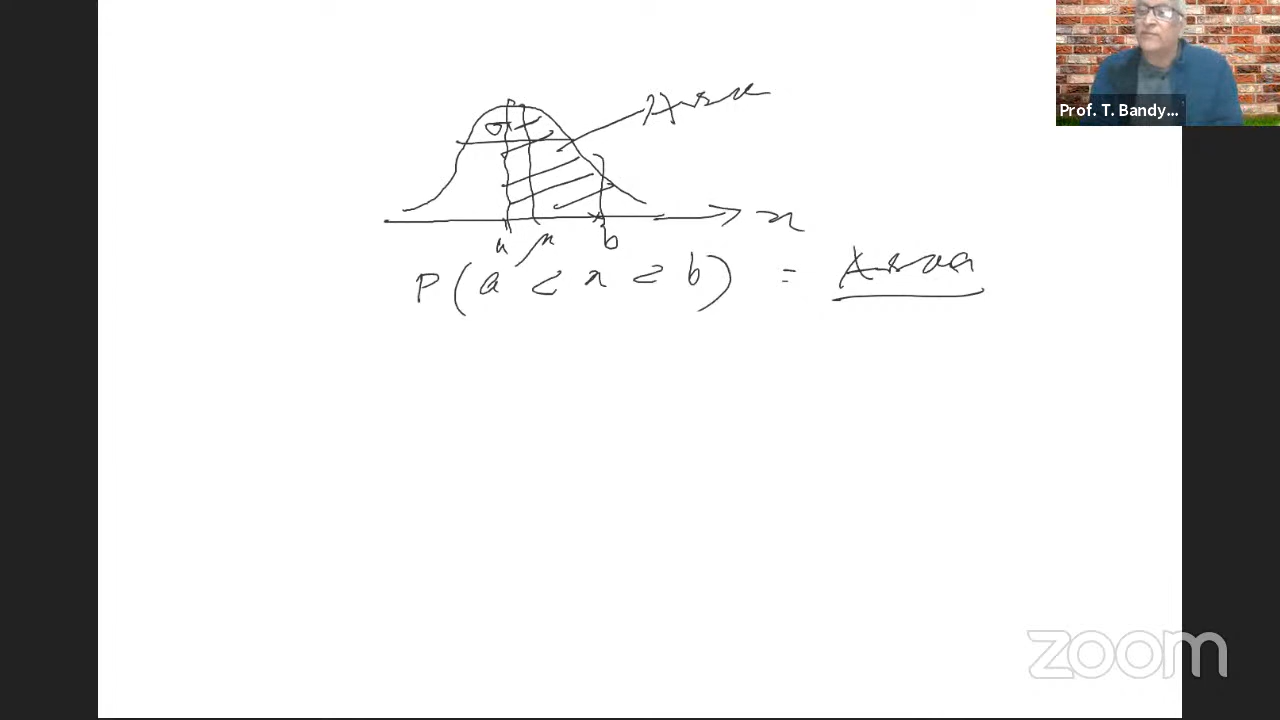 Prof. T. Bandy...
Area
σ
a x b
x
P(a < x < b) = Area
zoom